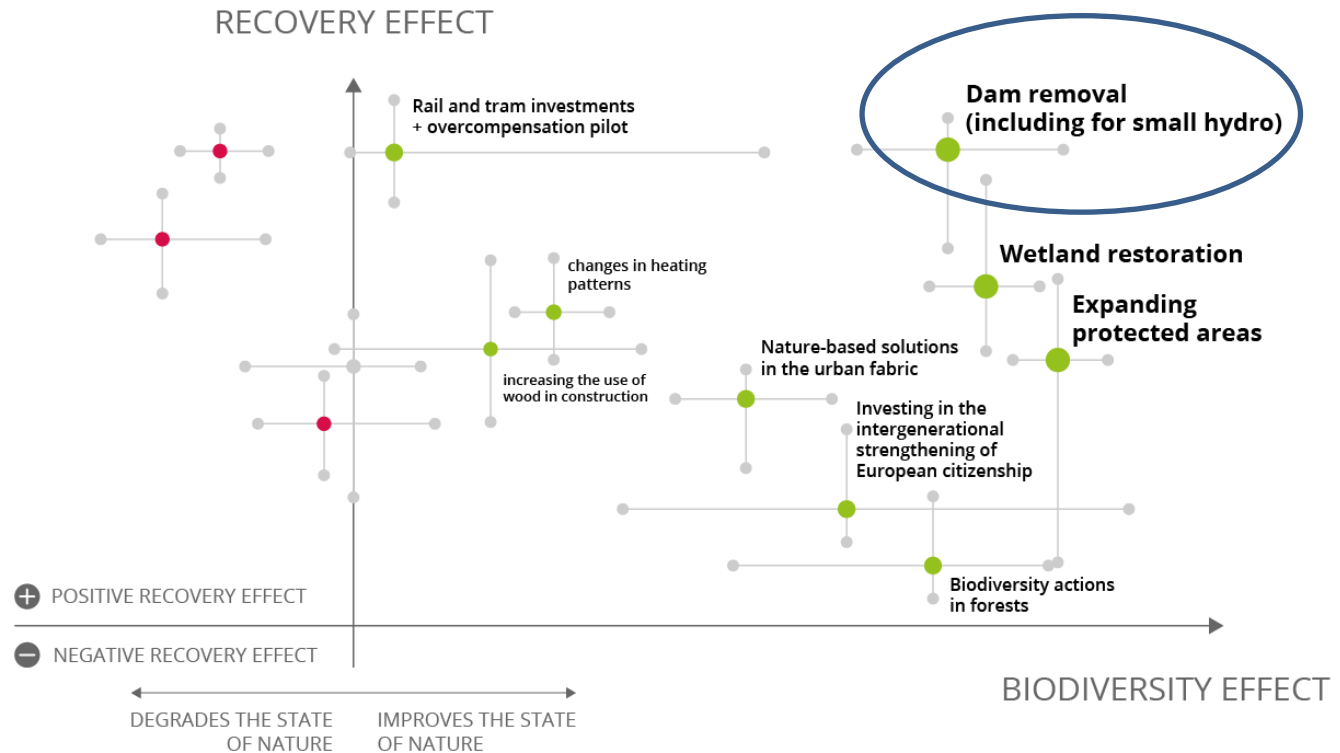 RECOVERY EFFECT
Rail and tram investments
+ overcompensation pilot
Dam removal
(including for small hydro)
Wetland restoration
changes in heating
patterns
Expanding
protected areas
Nature-based solutions
in the urban fabric
increasing the use of
wood in construction
Investing in the
intergenerational
strengthening of
European citizenship
Biodiversity actions
in forests
+ POSITIVE RECOVERY EFFECT
− NEGATIVE RECOVERY EFFECT
BIODIVERSITY EFFECT
DEGRADES THE STATE
OF NATURE
IMPROVES THE STATE
OF NATURE